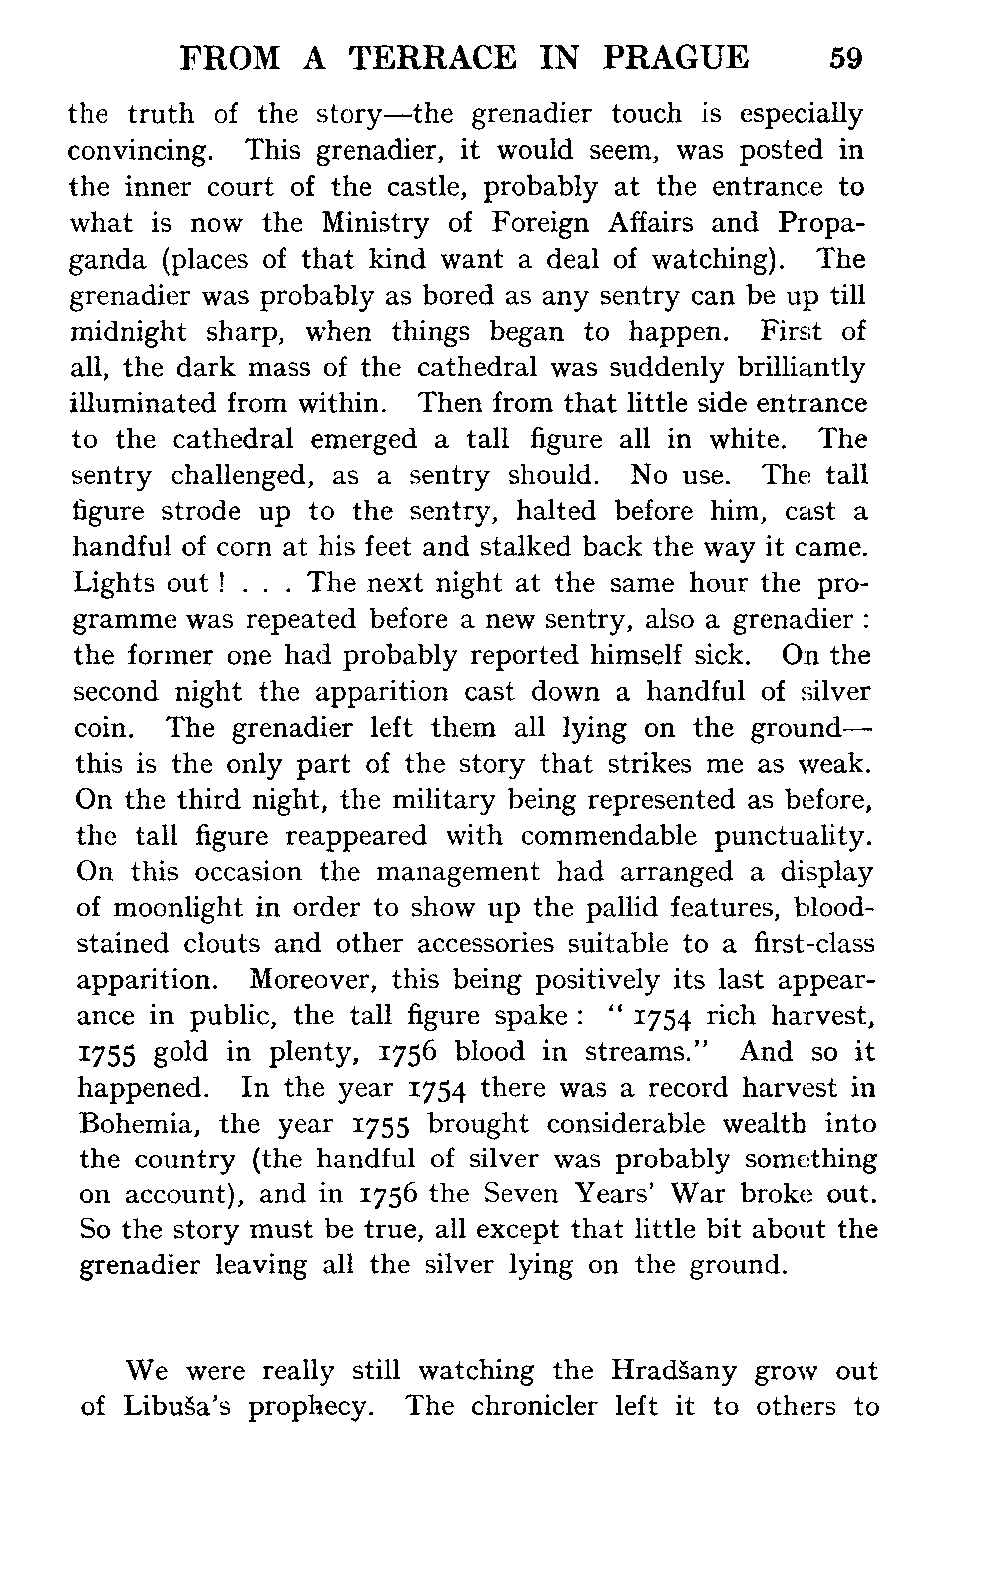 FROM A TERRACE IN PRAGUE 59
the truth of the story—the grenadier touch is especially
convincing. This grenadier, it would seem, was posted in
the inner court of the castle, probably at the entrance to
what is now the Ministry of Foreign Affairs and Propa-
ganda (places of that kind want a deal of watching). The
grenadier was probably as bored as any sentry can be up till
midnight sharp, when things began to happen. First of
all, the dark mass of the cathedral was suddenly brilliantly
illuminated from within. Then from that little side entrance
to the cathedral emerged a tall figure all in white. The
sentry challenged, as a sentry should. No use. The tall
figure strode up to the sentry, halted before him, cast a
handful of corn at his feet and stalked back the way it came.
Lights out ! . . . The next night at the same hour the pro-
gramme was repeated before a new sentry, also a grenadier :
the former one had probably reported himself sick. On the
second night the apparition cast down a handful of silver
coin. The grenadier left them all lying on the ground—
this is the only part of the story that strikes me as weak.
On the third night, the military being represented as before,
the tall figure reappeared with commendable punctuality.
On this occasion the management had arranged a display
of moonlight in order to show up the pallid features, blood-
stained clouts and other accessories suitable to a first-class
apparition. Moreover, this being positively its last appear-
ance in public, the tall figure spake : “ 1754 rich harvest,
1755 gold in plenty, 1756 blood in streams.” And so it
happened. In the year 1754 there was a record harvest in
Bohemia, the year 1755 brought considerable wealth into
the country (the handful of silver was probably something
on account), and in 1756 the Seven Years’ War broke out.
So the story must be true, all except that little bit about the
grenadier leaving all the silver lying on the ground.
We were really still watching the Hradšany grow out
of Libuša’s prophecy. The chronicler left it to others to